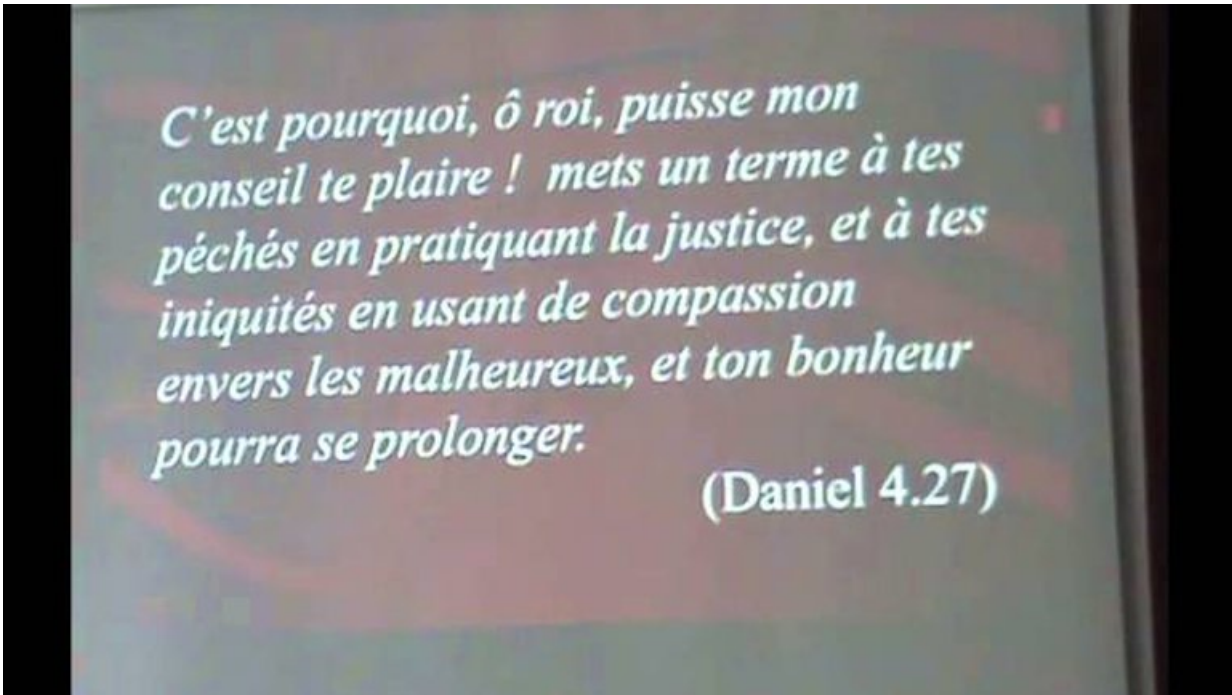 C’est pourquoi, ô roi, puisse mon
conseil te plaire ! mets un terme à tes
péchés en pratiquant la justice, et à tes
iniquités en usant de compassion
envers les malheureux, et ton bonheur
pourra se prolonger.
(Daniel 4.27)